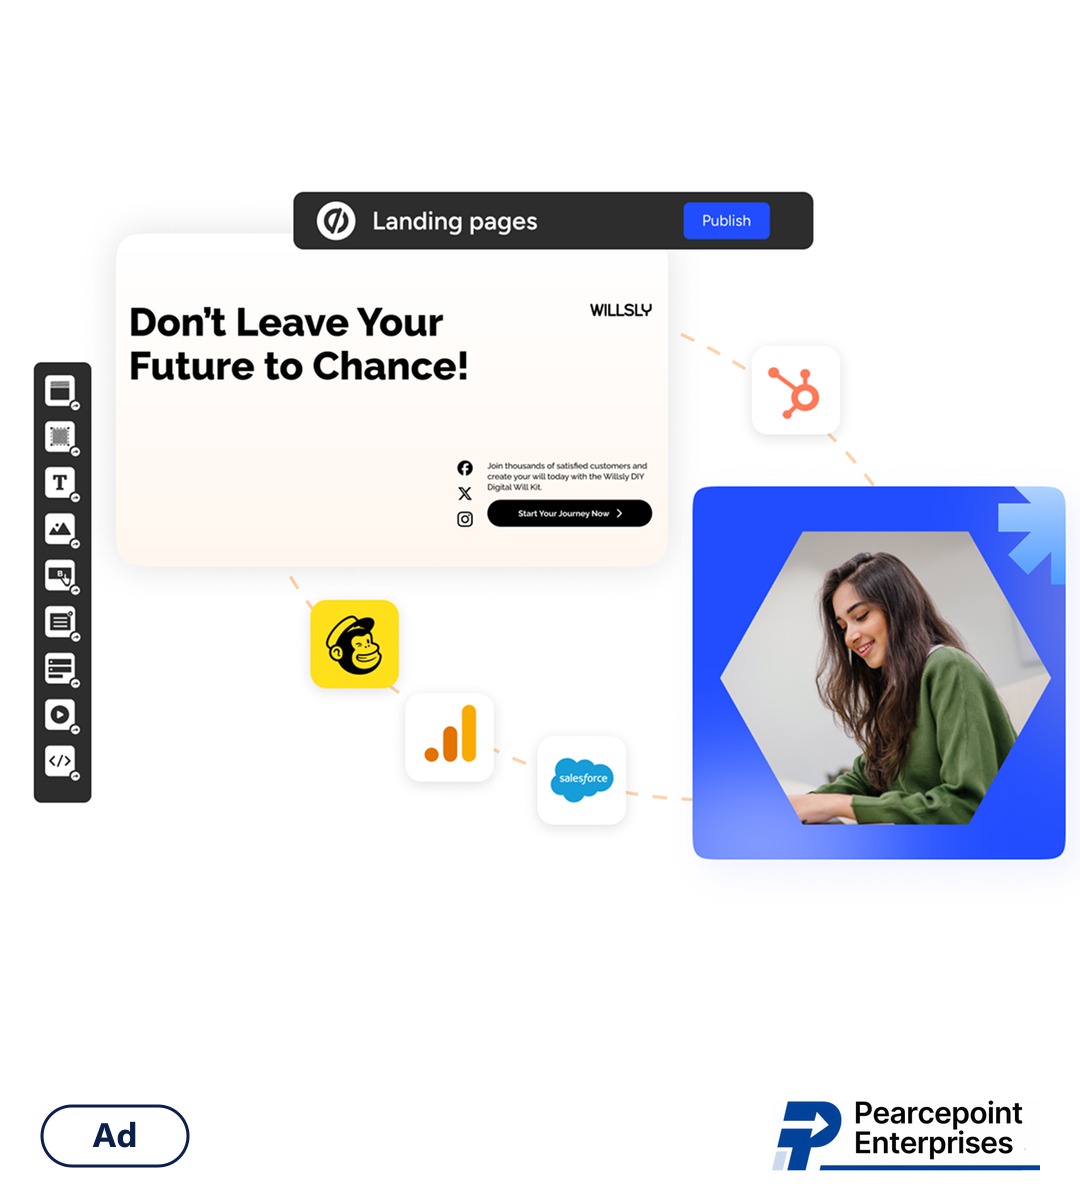 Landing pages
Publish
Don't Leave Your
Future to Chance!
WILLSLY
Join thousands of satisfied customers and
create your will today with the Willsly DIY
Digital Will Kit.
Start Your Journey Now
T
B
</>
salesforce
Ad
Pearcepoint
Enterprises